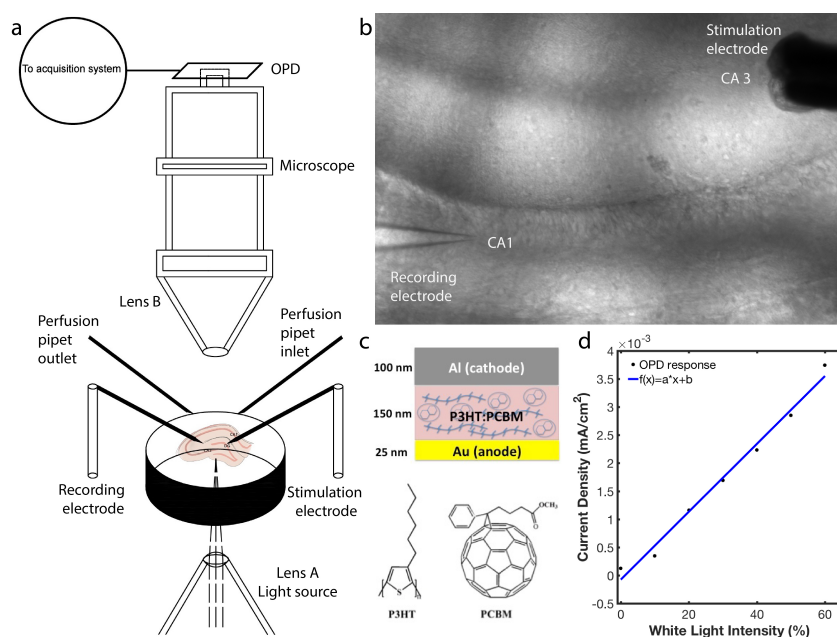 a
To acquisition system
OPD
Microscope
Lens B
Perfusion
pipet
outlet
Perfusion
pipet
inlet
Recording
electrode
Stimulation
electrode
Lens A
Light source
b
Stimulation
electrode
CA 3
CA1
Recording
electrode
c
100 nm
Al (cathode)
150 nm
P3HT:PCBM
25 nm
Au (anode)
OCH3
O
S
n
P3HT
PCBM
d
×10-3
OPD response
f(x)=a*x+b
4
3.5
3
2.5
2
1.5
1
0.5
0
-0.5
Current Density (mA/cm2)
0
20
40
60
White Light Intensity (%)